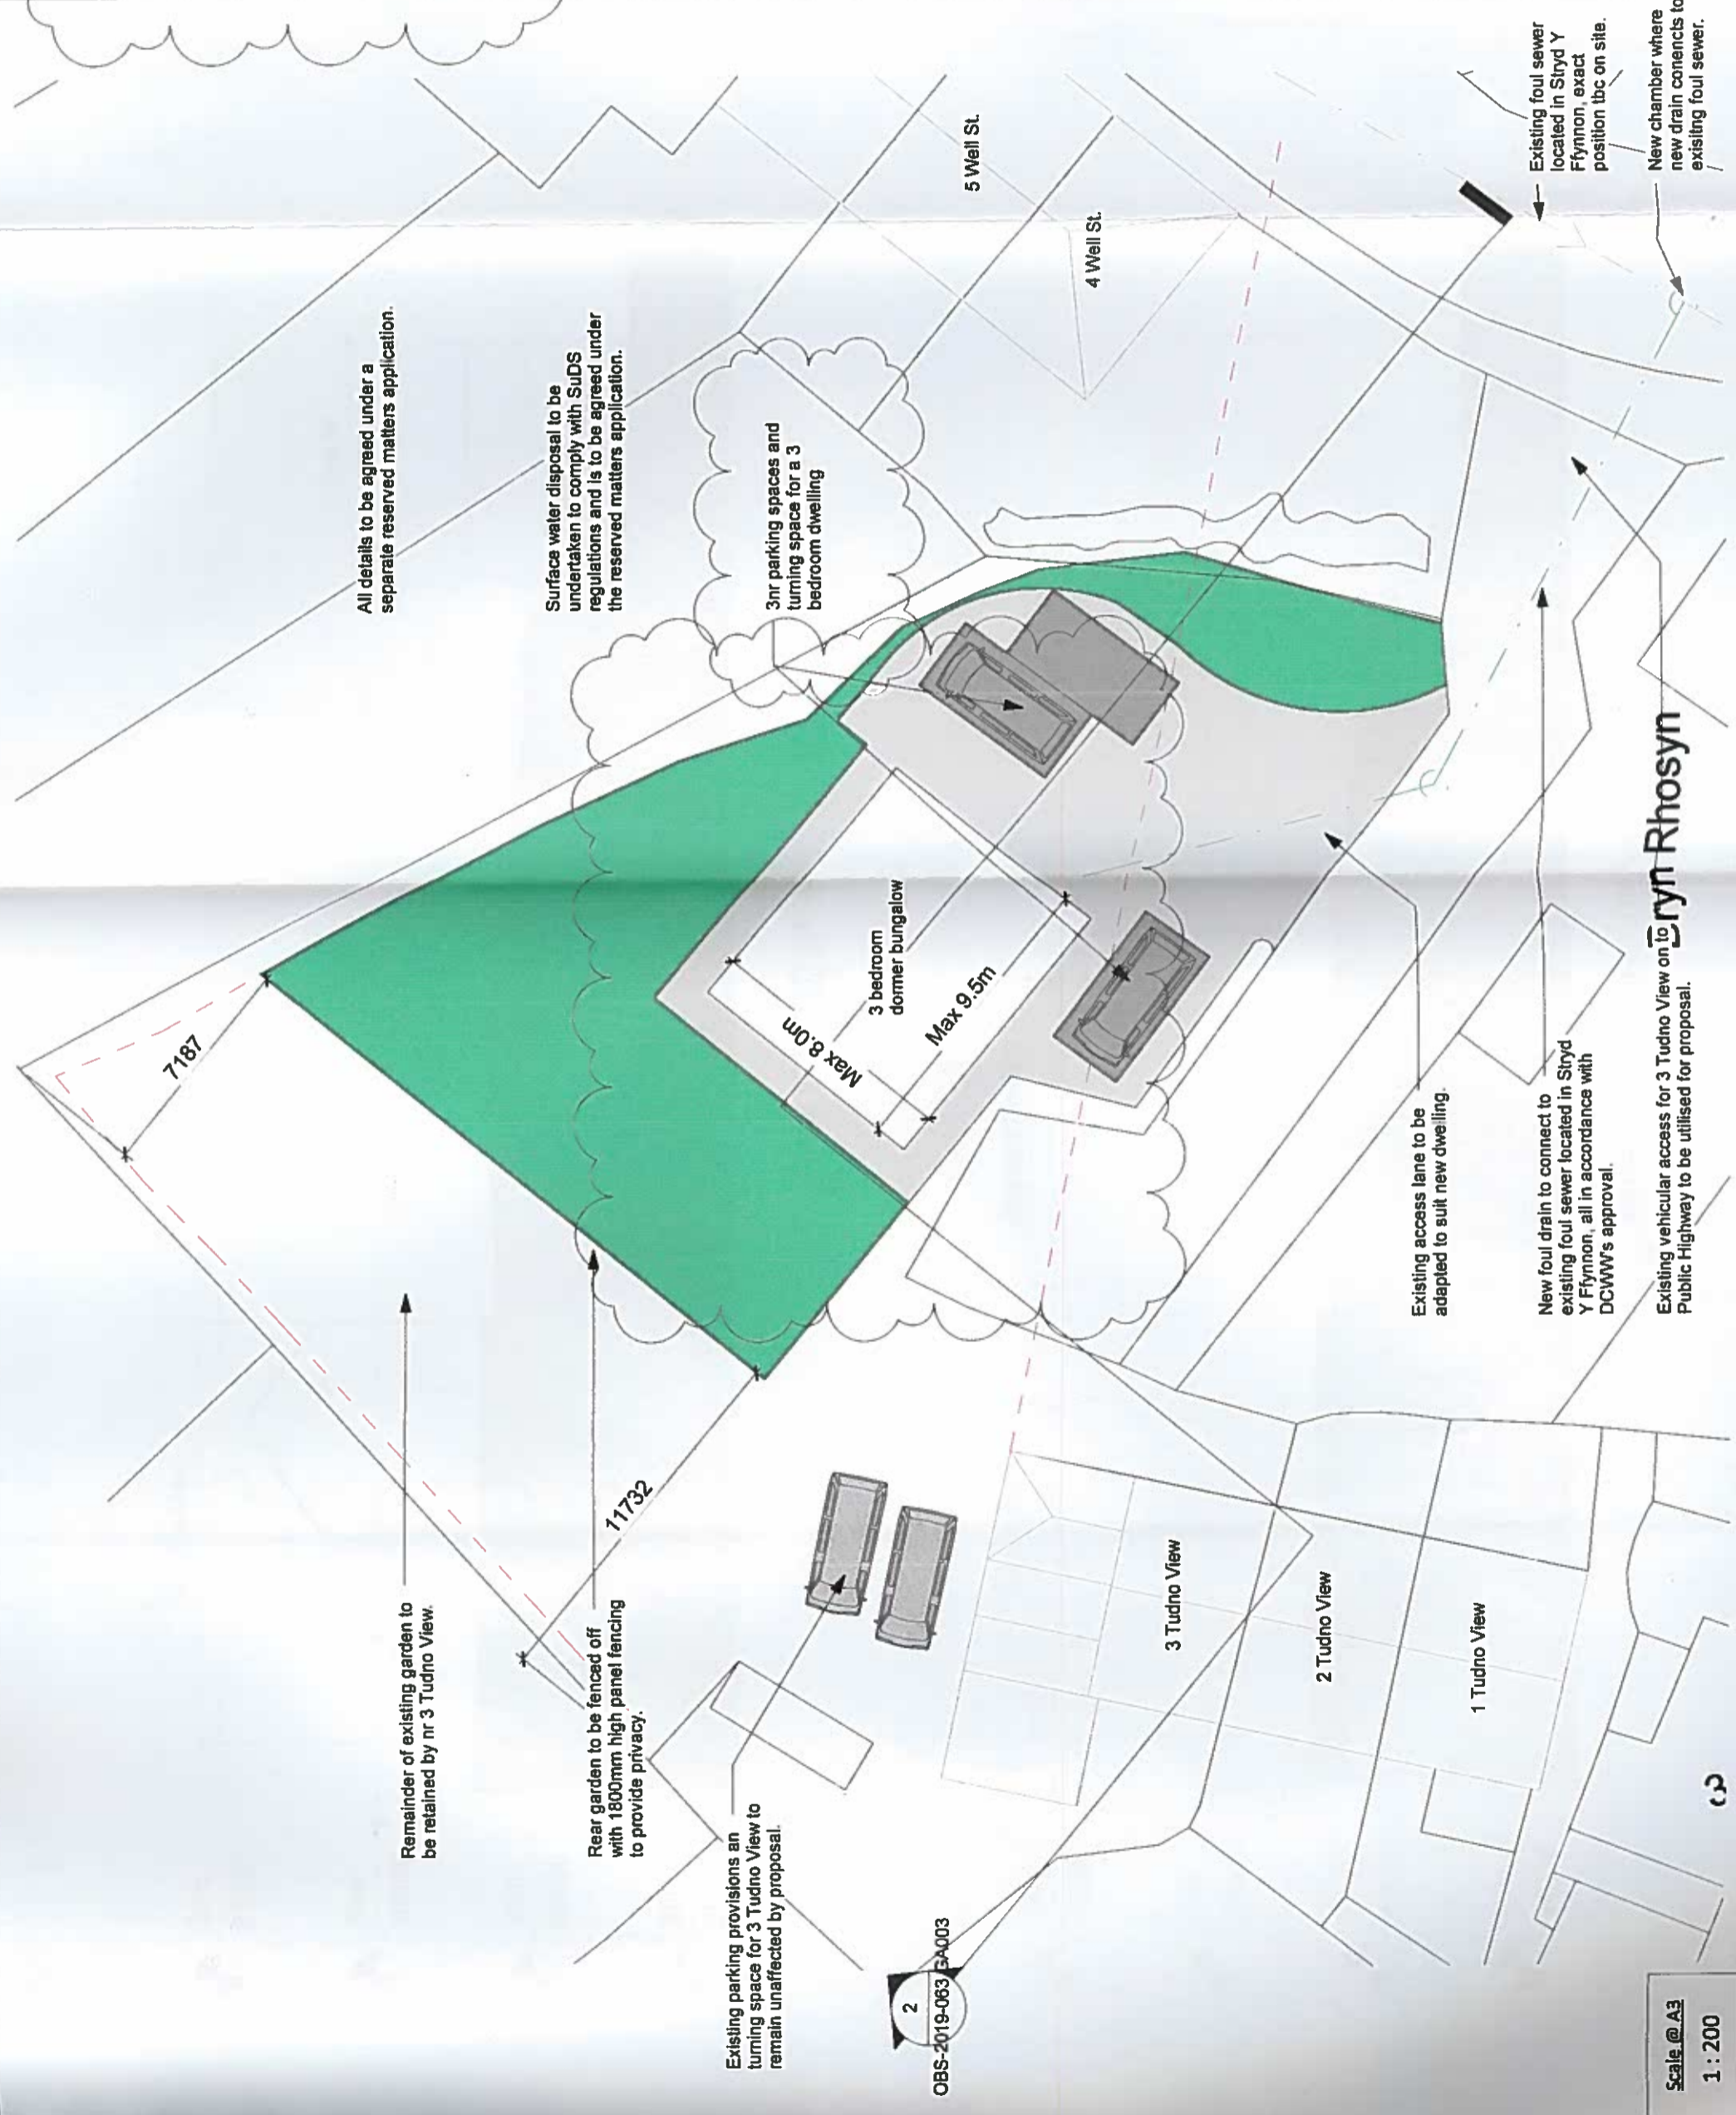 All details to be agreed under a
separate reserved matters application.
Surface water disposal to be
undertaken to comply with SuDS
regulations and is to be agreed under
the reserved matters application.
3nr parking spaces and
turning space for a 3
bedroom dwelling
5 Well St.
4 Well St.
Existing foul sewer
located in Stryd Y
Ffynnon, exact
position tbc on site.
New chamber where
new drain conencts to
exisitng foul sewer.
7187
3 bedroom
dormer bungalow
Max 8.0m
Max 9.5m
Remainder of existing garden to
be retained by nr 3 Tudno View.
Rear garden to be fenced off
with 1800mm high panel fencing
to provide privacy.
11732
Existing parking provisions an
turning space for 3 Tudno View to
remain unaffected by proposal.
Existing access lane to be
adapted to suit new dwelling.
New foul drain to connect to
existing foul sewer located in Stryd
Y Ffynnon, all in accordance with
DCWW's approval.
Existing vehicular access for 3 Tudno View on to
Public Highway to be utilised for proposal.
Rhosyn
3 Tudno View
2 Tudno View
1 Tudno View
3
2
OBS-2019-063 GA003
Scale @ A3
1 : 200